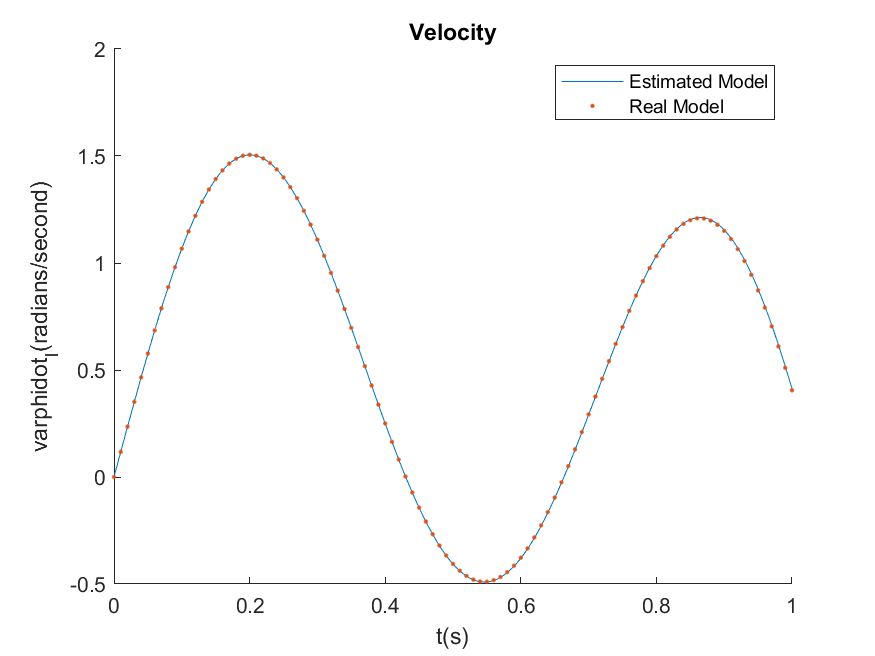 Velocity
Estimated Model
Real Model
2
1.5
1
0.5
0
-0.5
varphidot_l(radians/second)
0 0.2 0.4 0.6 0.8 1
t(s)